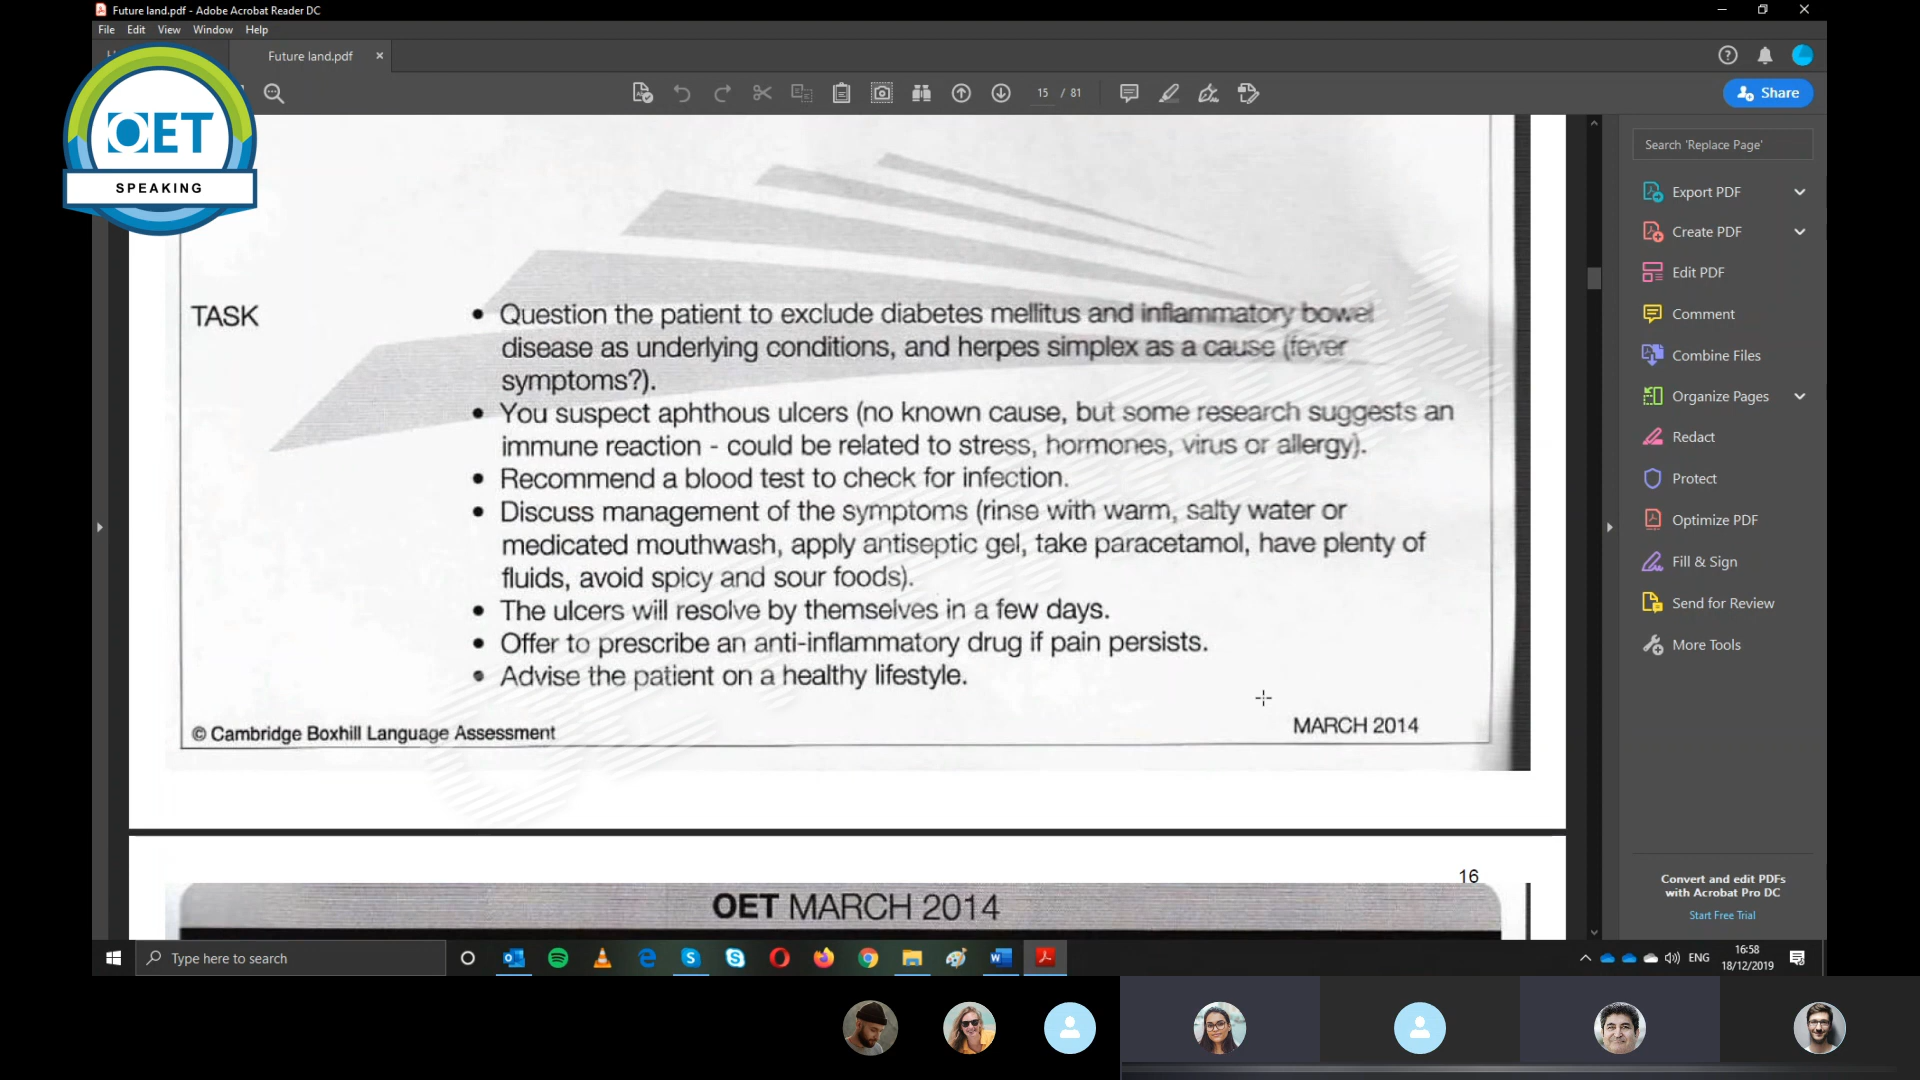 Future land.pdf - Adobe Acrobat Reader DC
File Edit View Window Help
Future land.pdf
15 / 81
Share
OET
SPEAKING
Search 'Replace Page'
Export PDF
Create PDF
Edit PDF
Comment
Combine Files
Organize Pages
Redact
Protect
Optimize PDF
Fill & Sign
Send for Review
More Tools
Convert and edit PDFs
with Acrobat Pro DC
Start Free Trial
TASK
• Question the patient to exclude diabetes mellitus and inflammatory bowel
disease as underlying conditions, and herpes simplex as a cause (fever
symptoms?).
• You suspect aphthous ulcers (no known cause, but some research suggests an
immune reaction - could be related to stress, hormones, virus or allergy).
• Recommend a blood test to check for infection.
• Discuss management of the symptoms (rinse with warm, salty water or
medicated mouthwash, apply antiseptic gel, take paracetamol, have plenty of
fluids, avoid spicy and sour foods).
• The ulcers will resolve by themselves in a few days.
• Offer to prescribe an anti-inflammatory drug if pain persists.
• Advise the patient on a healthy lifestyle.
© Cambridge Boxhill Language Assessment
MARCH 2014
16
OET MARCH 2014
Type here to search
ENG
16:58
18/12/2019